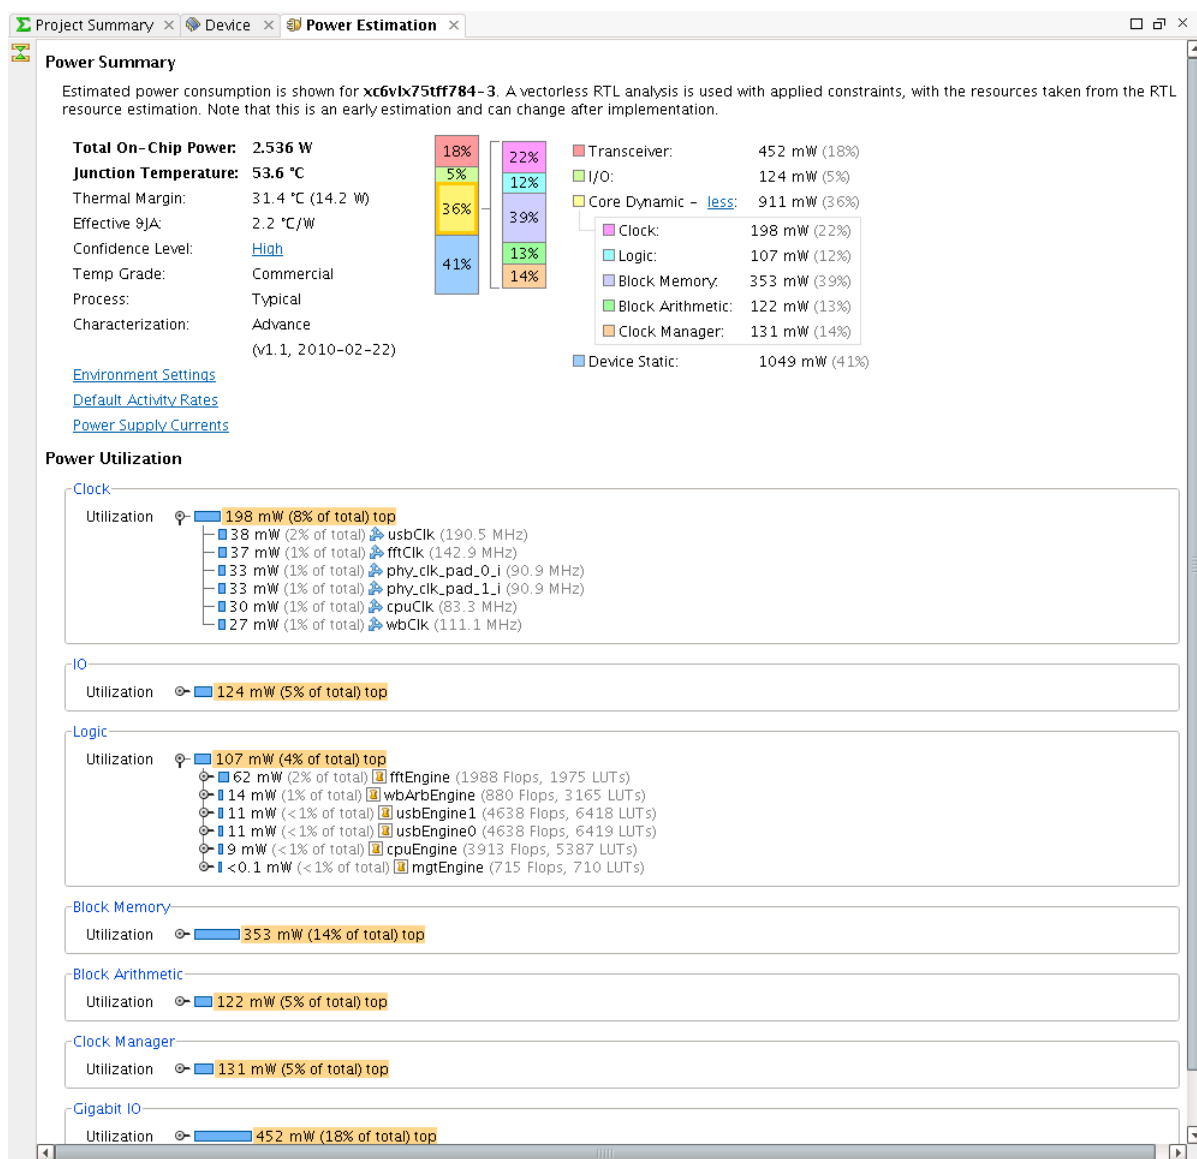 Project Summary Device Power Estimation
Power Summary
Estimated power consumption is shown for xc6vlx75tff784-3. A vectorless RTL analysis is used with applied constraints, with the resources taken from the RTL
resource estimation. Note that this is an early estimation and can change after implementation.
Total On-Chip Power: 2.536 W
Junction Temperature: 53.6 °C
Thermal Margin: 31.4 °C (14.2 W)
Effective ϑJA: 2.2 °C/W
Confidence Level: High
Temp Grade: Commercial
Process: Typical
Characterization: Advance
(v1.1, 2010-02-22)
Environment Settings
Default Activity Rates
Power Supply Currents
18%
5%
36%
41%
22%
12%
39%
13%
14%
Transceiver: 452 mW (18%)
I/O: 124 mW (5%)
Core Dynamic - less: 911 mW (36%)
Clock: 198 mW (22%)
Logic: 107 mW (12%)
Block Memory: 353 mW (39%)
Block Arithmetic: 122 mW (13%)
Clock Manager: 131 mW (14%)
Device Static: 1049 mW (41%)
Power Utilization
Clock
Utilization 198 mW (8% of total) top
38 mW (2% of total) usbClk (190.5 MHz)
37 mW (1% of total) fftClk (142.9 MHz)
33 mW (1% of total) phy_clk_pad_0_i (90.9 MHz)
33 mW (1% of total) phy_clk_pad_1_i (90.9 MHz)
30 mW (1% of total) cpuClk (83.3 MHz)
27 mW (1% of total) wbClk (111.1 MHz)
IO
Utilization 124 mW (5% of total) top
Logic
Utilization 107 mW (4% of total) top
62 mW (2% of total) fftEngine (1988 Flops, 1975 LUTs)
14 mW (1% of total) wbArbEngine (880 Flops, 3165 LUTs)
11 mW (<1% of total) usbEngine1 (4638 Flops, 6418 LUTs)
11 mW (<1% of total) usbEngine0 (4638 Flops, 6419 LUTs)
9 mW (<1% of total) cpuEngine (3913 Flops, 5387 LUTs)
<0.1 mW (<1% of total) mgtEngine (715 Flops, 710 LUTs)
Block Memory
Utilization 353 mW (14% of total) top
Block Arithmetic
Utilization 122 mW (5% of total) top
Clock Manager
Utilization 131 mW (5% of total) top
Gigabit IO
Utilization 452 mW (18% of total) top